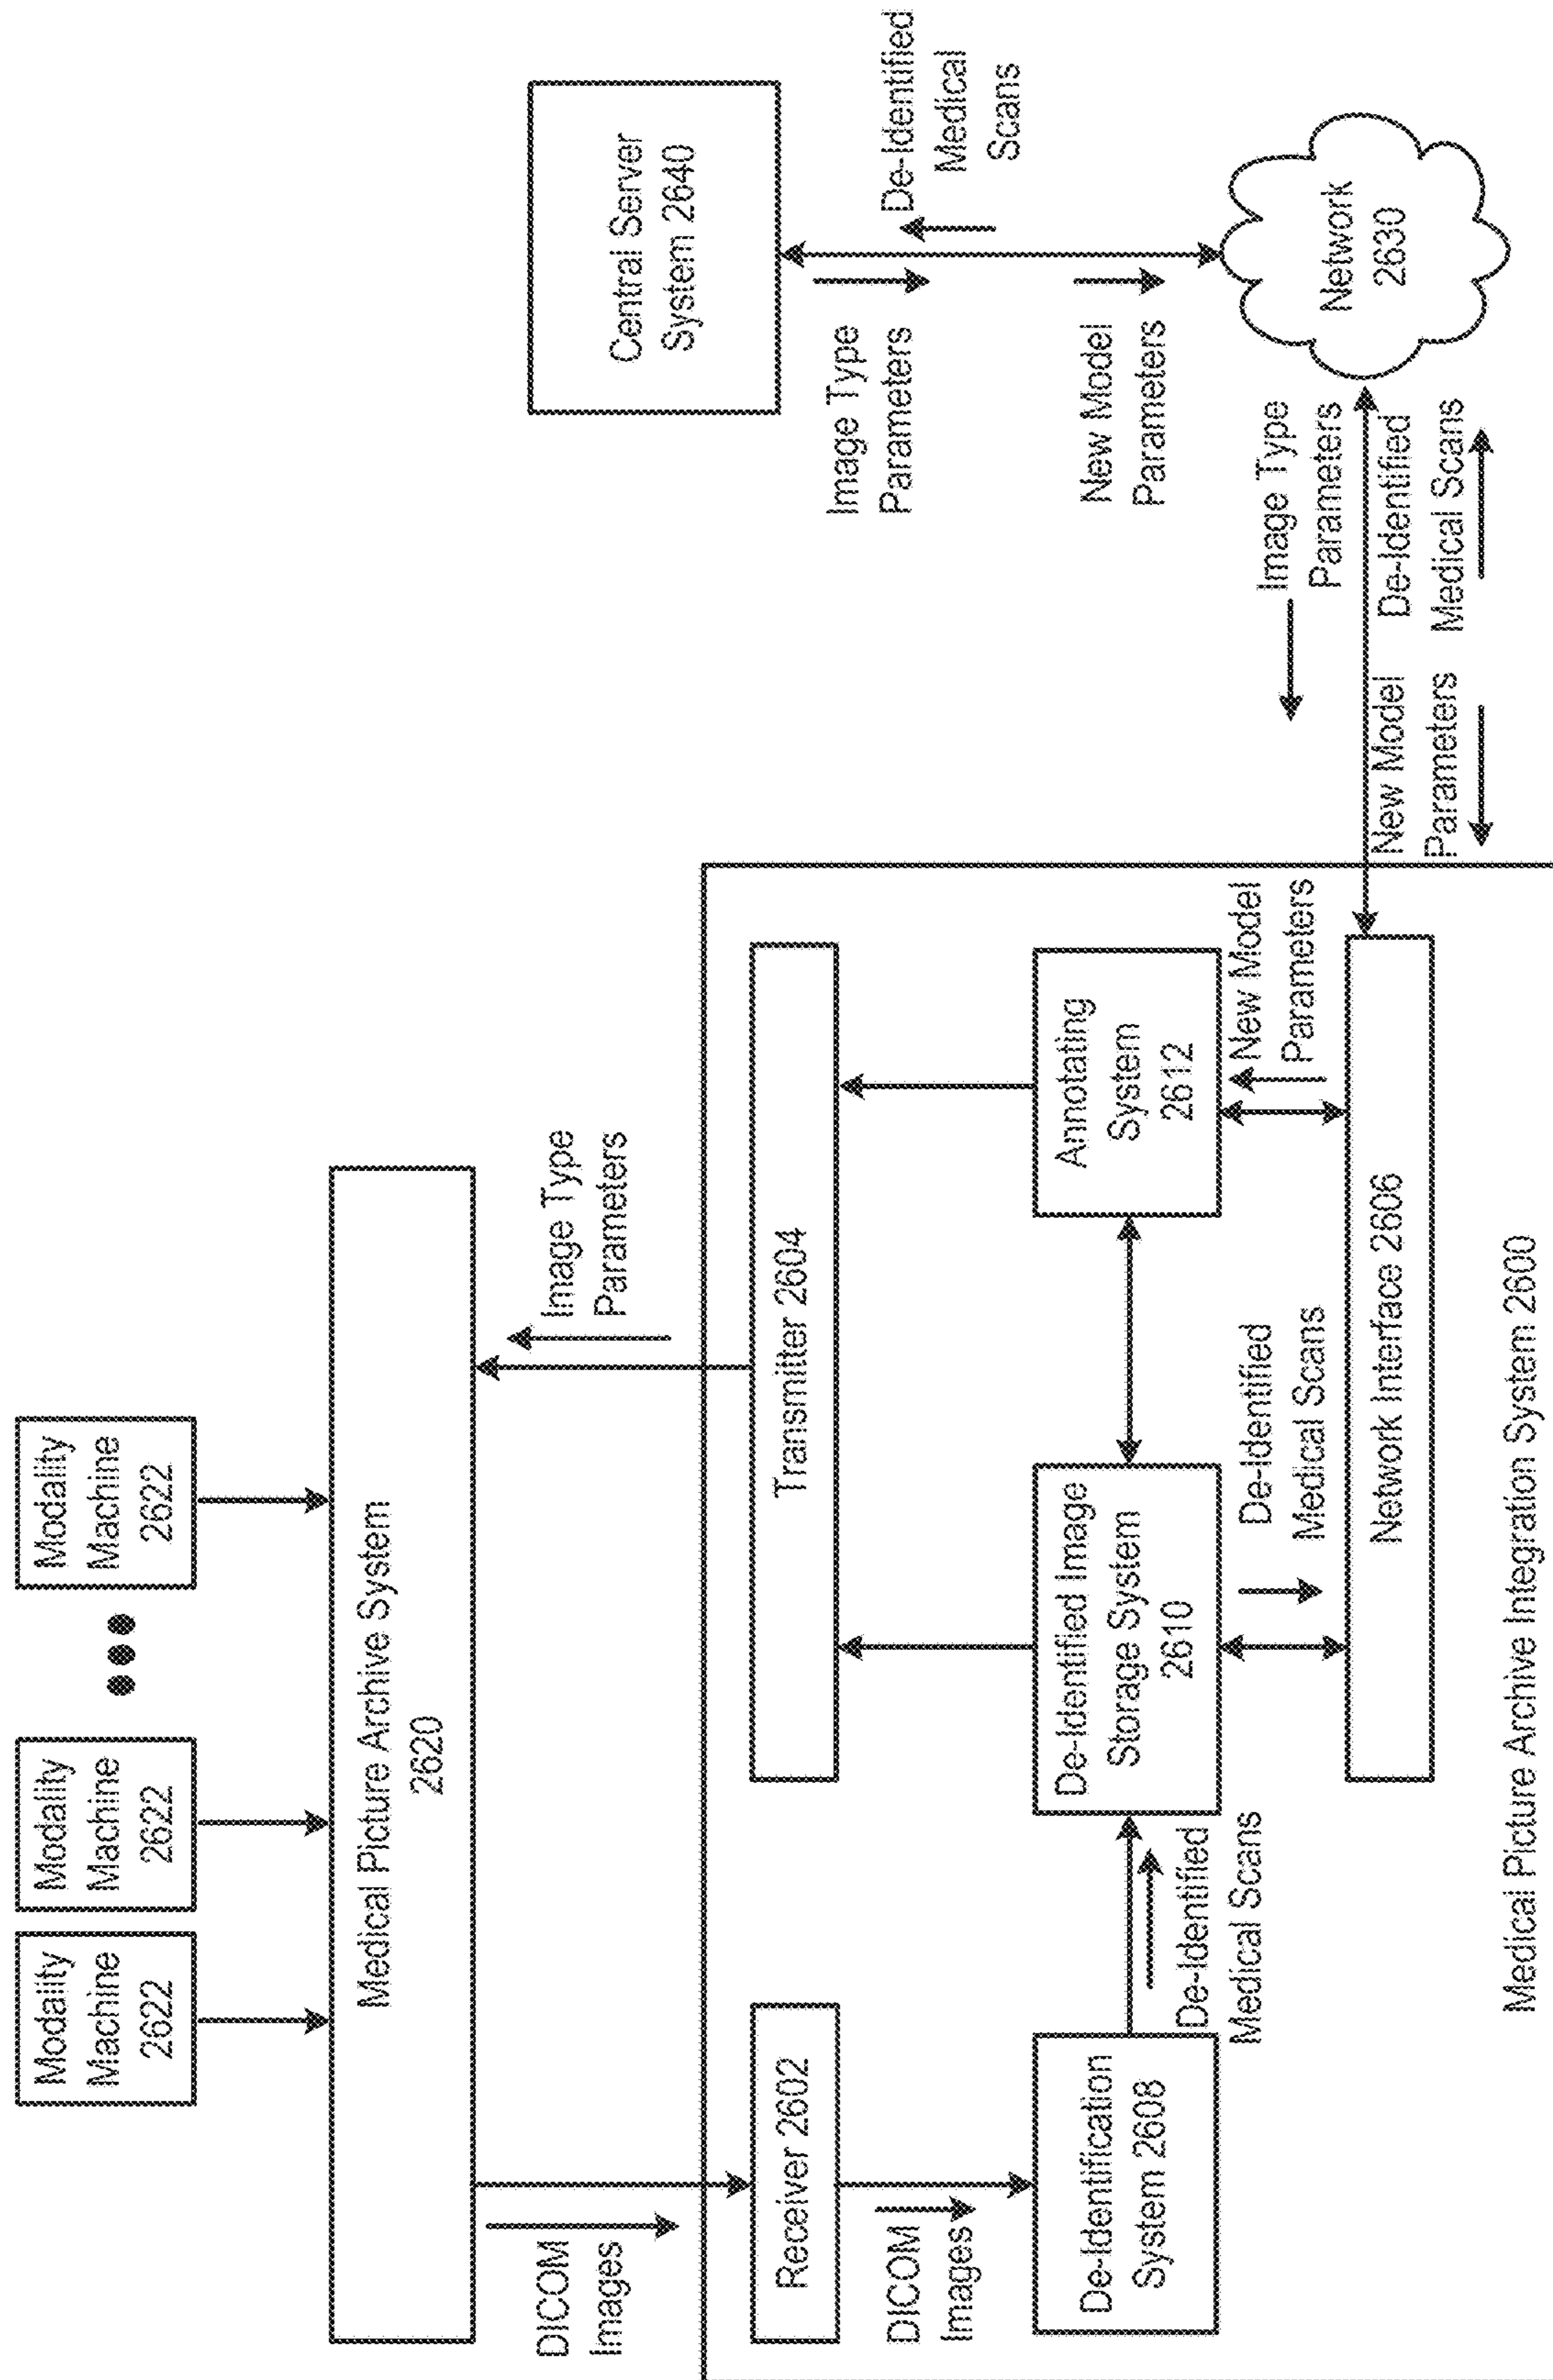 Modality
Machine
2622
Modality
Machine
2622
Modality
Machine
2622
Medical Picture Archive System
2620
DICOM
Images
Image Type
Parameters
Receiver 2602
Transmitter 2604
DICOM
Images
De-Identification
System 2608
De-Identified
Medical Scans
De-Identified Image
Storage System
2610
Annotating
System
2612
De-Identified
Medical Scans
New Model
Parameters
Network Interface 2606
Medical Picture Archive Integration System 2600
Central Server
System 2640
De-Identified
Medical
Scans
Image Type
Parameters
New Model
Parameters
Image Type
Parameters
New Model
Parameters
De-Identified
Medical Scans
Network
2630